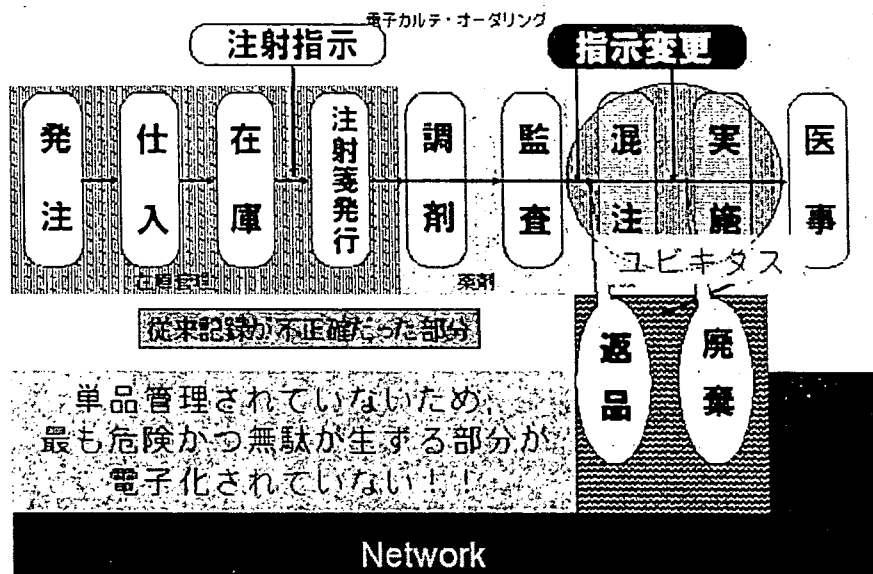 電子カルテ・オーダリング
注射指示
指示変更
発注
仕入
在庫
注射箋発行
調剤
監査
混注
実施
医事
ユビキタス
在庫管理
薬剤
従来記録が不正確だった部分
返品
廃棄
単品管理されていないため,
最も危険かつ無駄が生ずる部分が
電子化されていない！！
Network